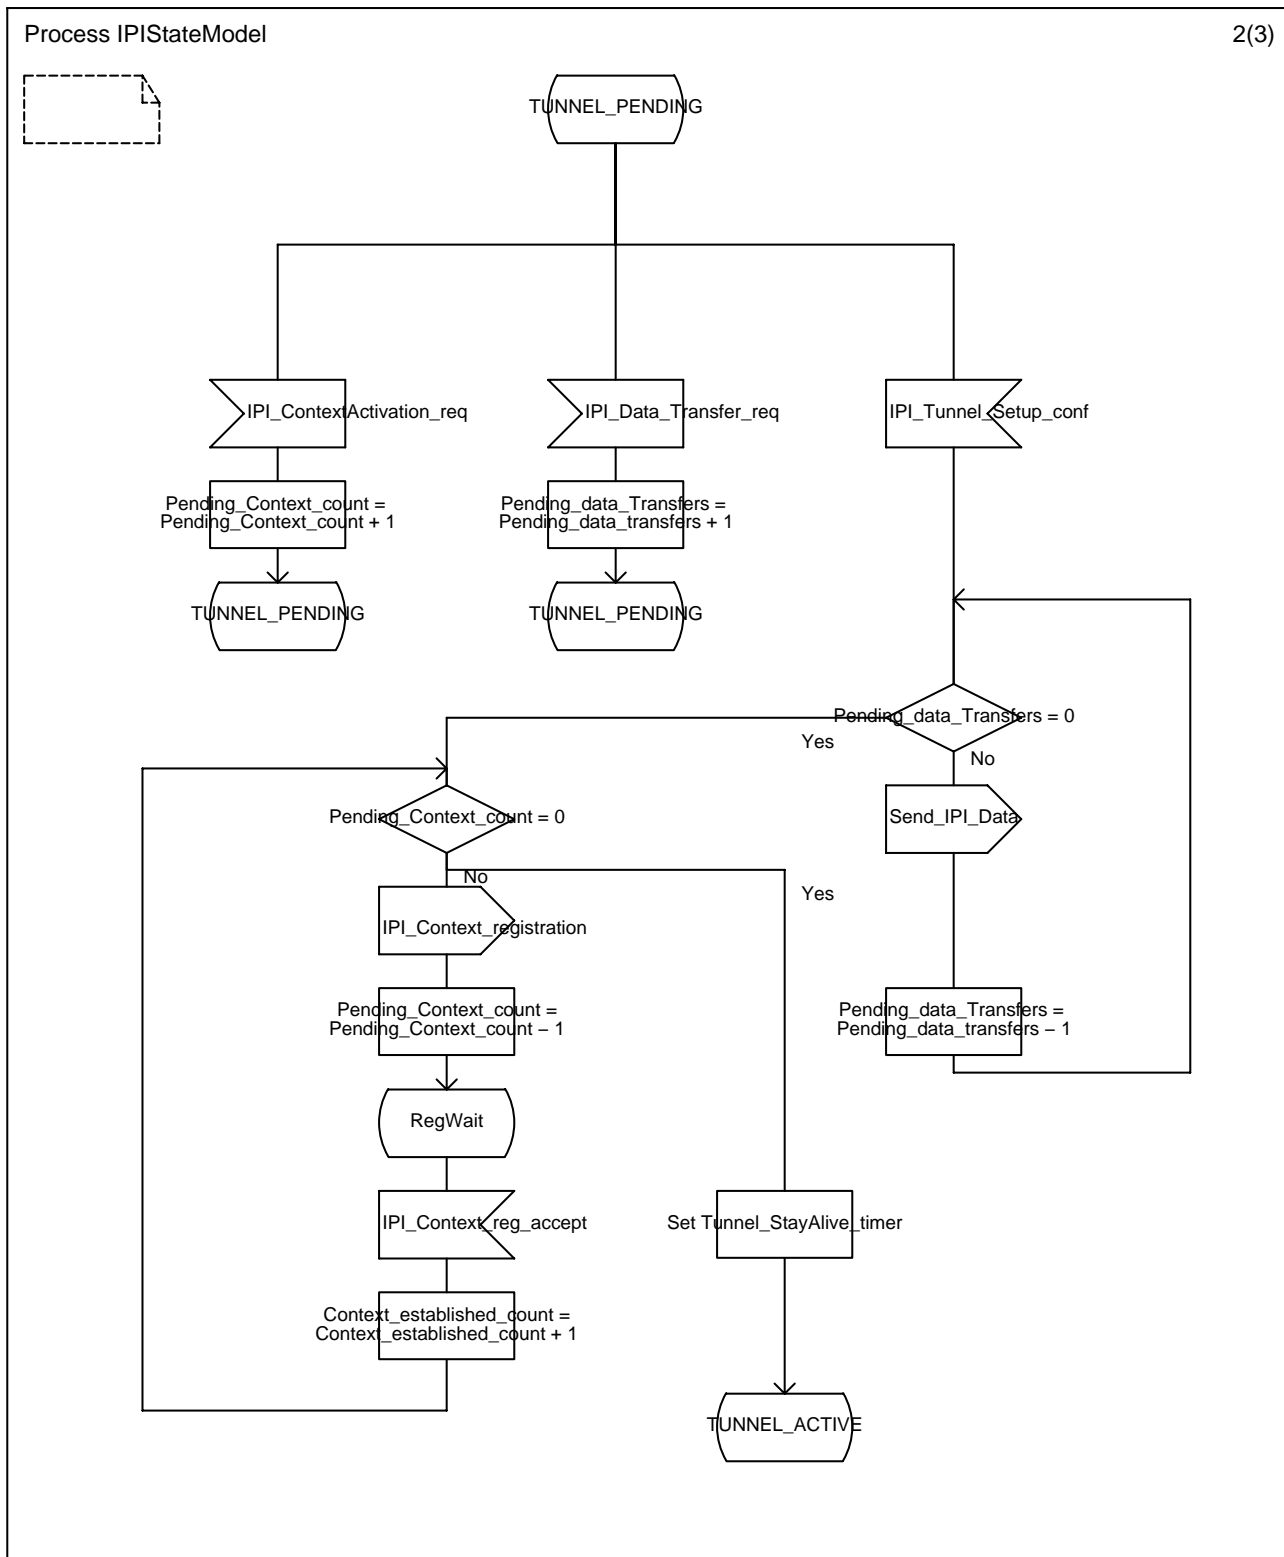 Process IPIStateModel
2(3)
TUNNEL_PENDING
IPI_ContextActivation_req
IPI_Data_Transfer_req
IPI_Tunnel_Setup_conf
Pending_Context_count =
Pending_Context_count + 1
Pending_data_Transfers =
Pending_data_transfers + 1
TUNNEL_PENDING
TUNNEL_PENDING
Pending_data_Transfers = 0
Yes
No
Pending_Context_count = 0
Send_IPI_Data
No
Yes
IPI_Context_registration
Pending_Context_count =
Pending_Context_count – 1
Pending_data_Transfers =
Pending_data_transfers – 1
RegWait
IPI_Context_reg_accept
Set Tunnel_StayAlive_timer
Context_established_count =
Context_established_count + 1
TUNNEL_ACTIVE